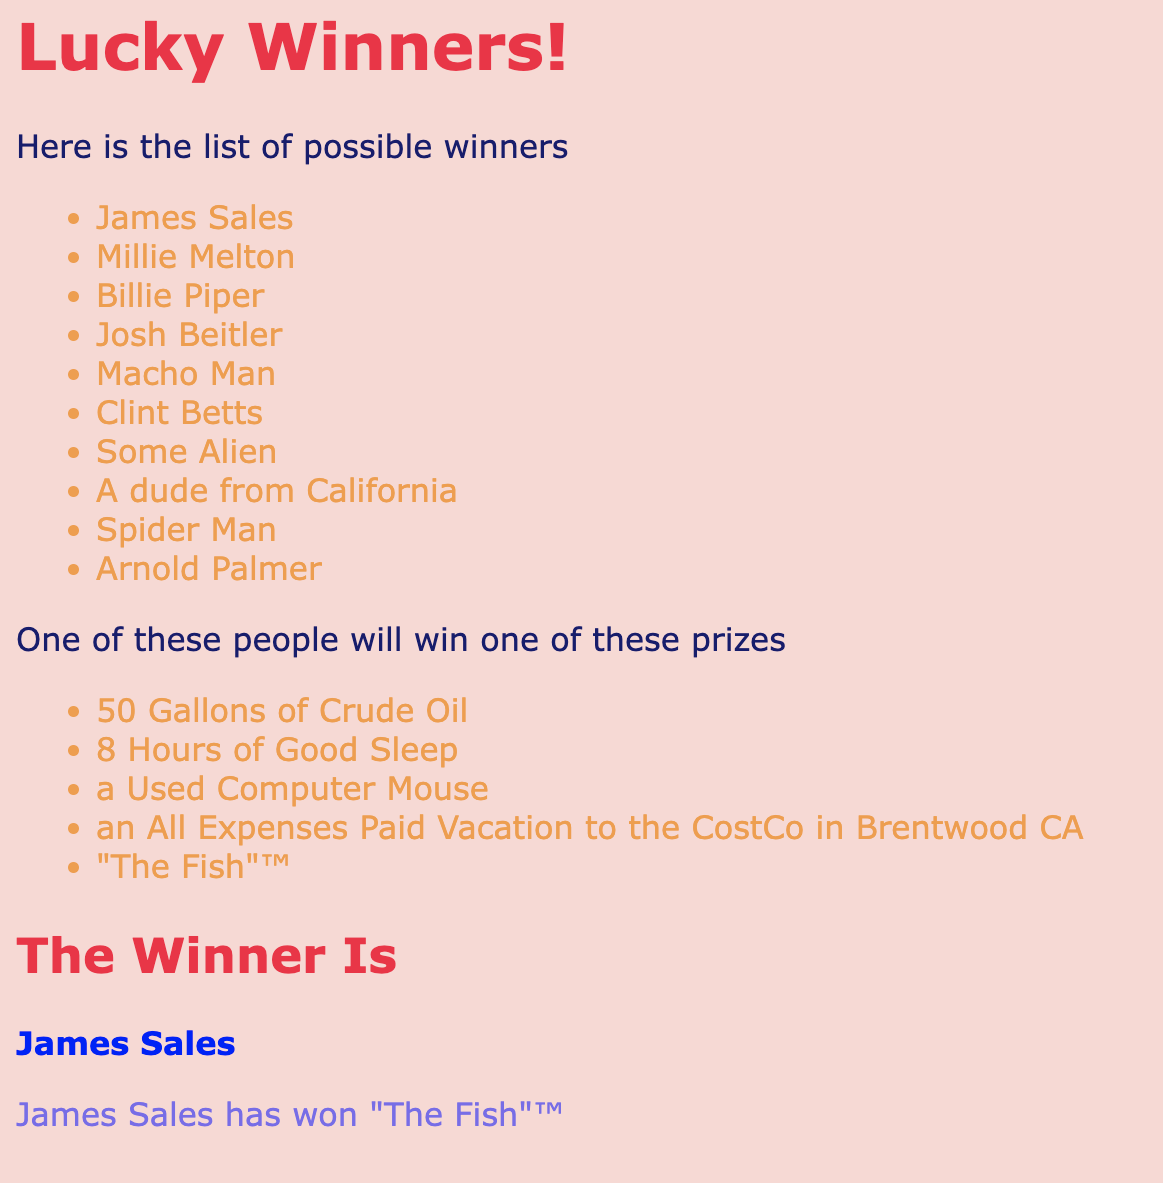 Lucky Winners!
Here is the list of possible winners
• James Sales
• Millie Melton
• Billie Piper
• Josh Beitler
• Macho Man
• Clint Betts
• Some Alien
• A dude from California
• Spider Man
• Arnold Palmer
One of these people will win one of these prizes
• 50 Gallons of Crude Oil
• 8 Hours of Good Sleep
• a Used Computer Mouse
• an All Expenses Paid Vacation to the CostCo in Brentwood CA
• "The Fish"™
The Winner Is
James Sales
James Sales has won "The Fish"™